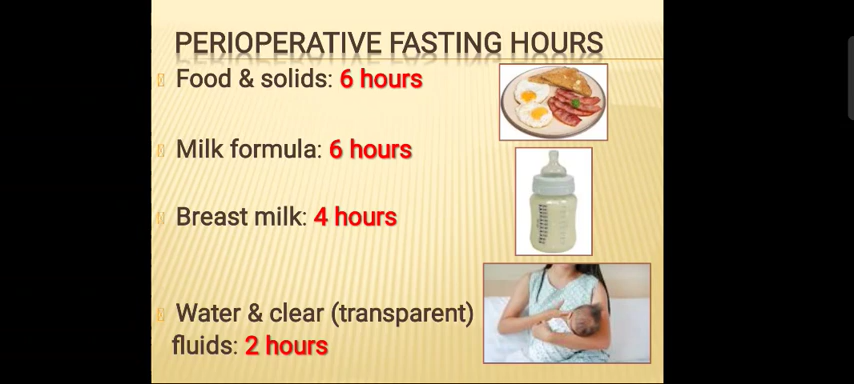 PERIOPERATIVE FASTING HOURS
Food & solids: 6 hours
Milk formula: 6 hours
Breast milk: 4 hours
Water & clear (transparent)
fluids: 2 hours